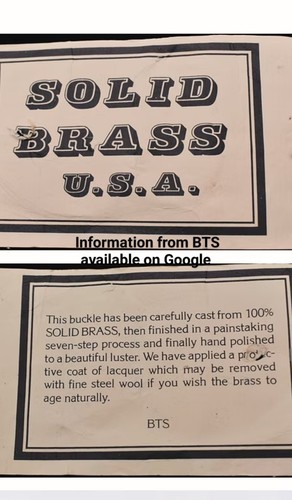 SOLID
BRASS
U.S.A.
Information from BTS
available on Google
This buckle has been carefully cast from 100%
SOLID BRASS, then finished in a painstaking
seven-step process and finally hand polished
to a beautiful luster. We have applied a protec-
tive coat of lacquer which may be removed
with fine steel wool if you wish the brass to
age naturally.
BTS